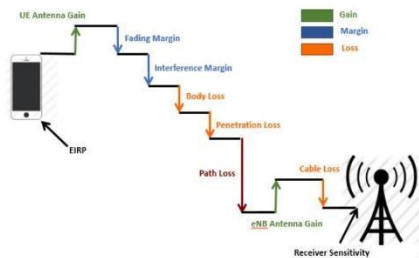 UE Antenna Gain
Gain
Margin
Loss
Fading Margin
Interference Margin
Body Loss
Penetration Loss
EIRP
Path Loss
Cable Loss
eNB Antenna Gain
Receiver Sensitivity